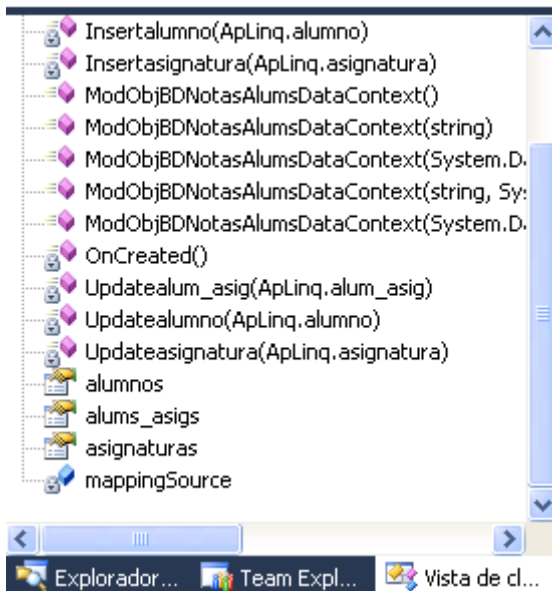 Insertalumno(ApLinq.alumno)
Insertasignatura(ApLinq.asignatura)
ModObjBDNotasAlumsDataContext()
ModObjBDNotasAlumsDataContext(string)
ModObjBDNotasAlumsDataContext(System.D
ModObjBDNotasAlumsDataContext(string, Sy
ModObjBDNotasAlumsDataContext(System.D
OnCreated()
Updatealum_asig(ApLinq.alum_asig)
Updatealumno(ApLinq.alumno)
Updateasignatura(ApLinq.asignatura)
alumnos
alums_asigs
asignaturas
mappingSource
Explorador... Team Expl... Vista de cl...